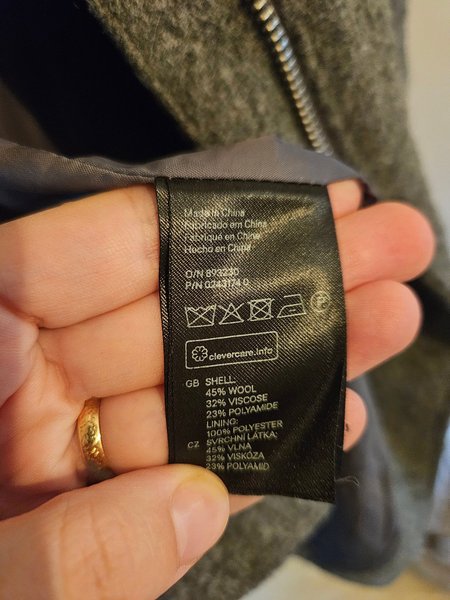 Made in China
Fabricado em China
Fabriqué en Chine
Hecho en China
O/N 893230
P/N 0243174 0
P
clevercare.info
GB SHELL:
45% WOOL
32% VISCOSE
23% POLYAMIDE
LINING:
100% POLYESTER
CZ SVRCHNÍ LÁTKA:
45% VLNA
32% VISKÓZA
23% POLYAMID